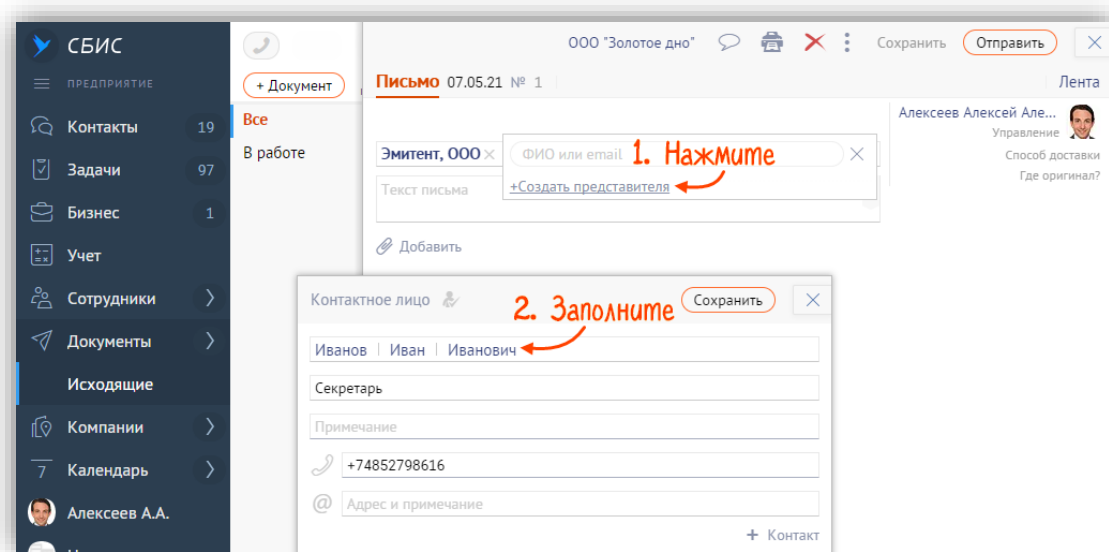 СБИС
ПРЕДПРИЯТИЕ
Контакты 19
Задачи 97
Бизнес 1
Учет
Сотрудники
Документы
Исходящие
Компании
7 Календарь
Алексеев А.А.
+ Документ
Все
В работе
ООО "Золотое дно" Сохранить Отправить
Письмо 07.05.21 № 1 Лента
Алексеев Алексей Але...
Управление
Способ доставки
Где оригинал?
Эмитент, ООО ФИО или email 1. Нажмите
+Создать представителя
Текст письма
Добавить
Контактное лицо Сохранить
2. Заполните
Иванов Иван Иванович
Секретарь
Примечание
+74852798616
@ Адрес и примечание
+ Контакт